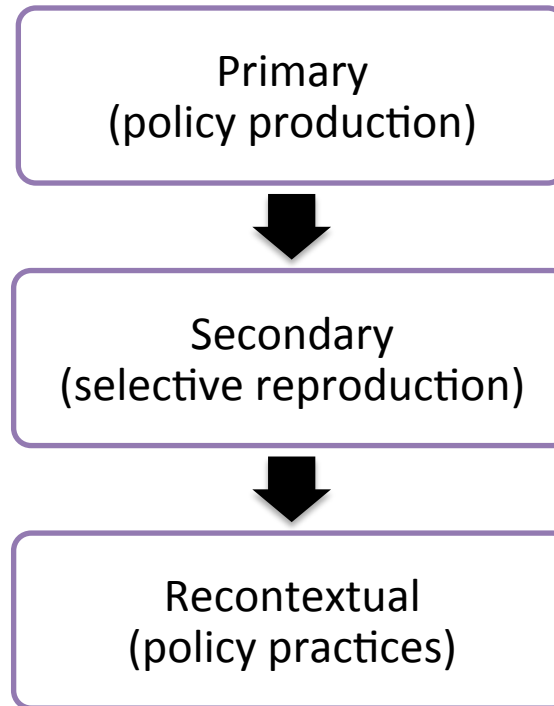 Primary
(policy production)
Secondary
(selective reproduction)
Recontextual
(policy practices)